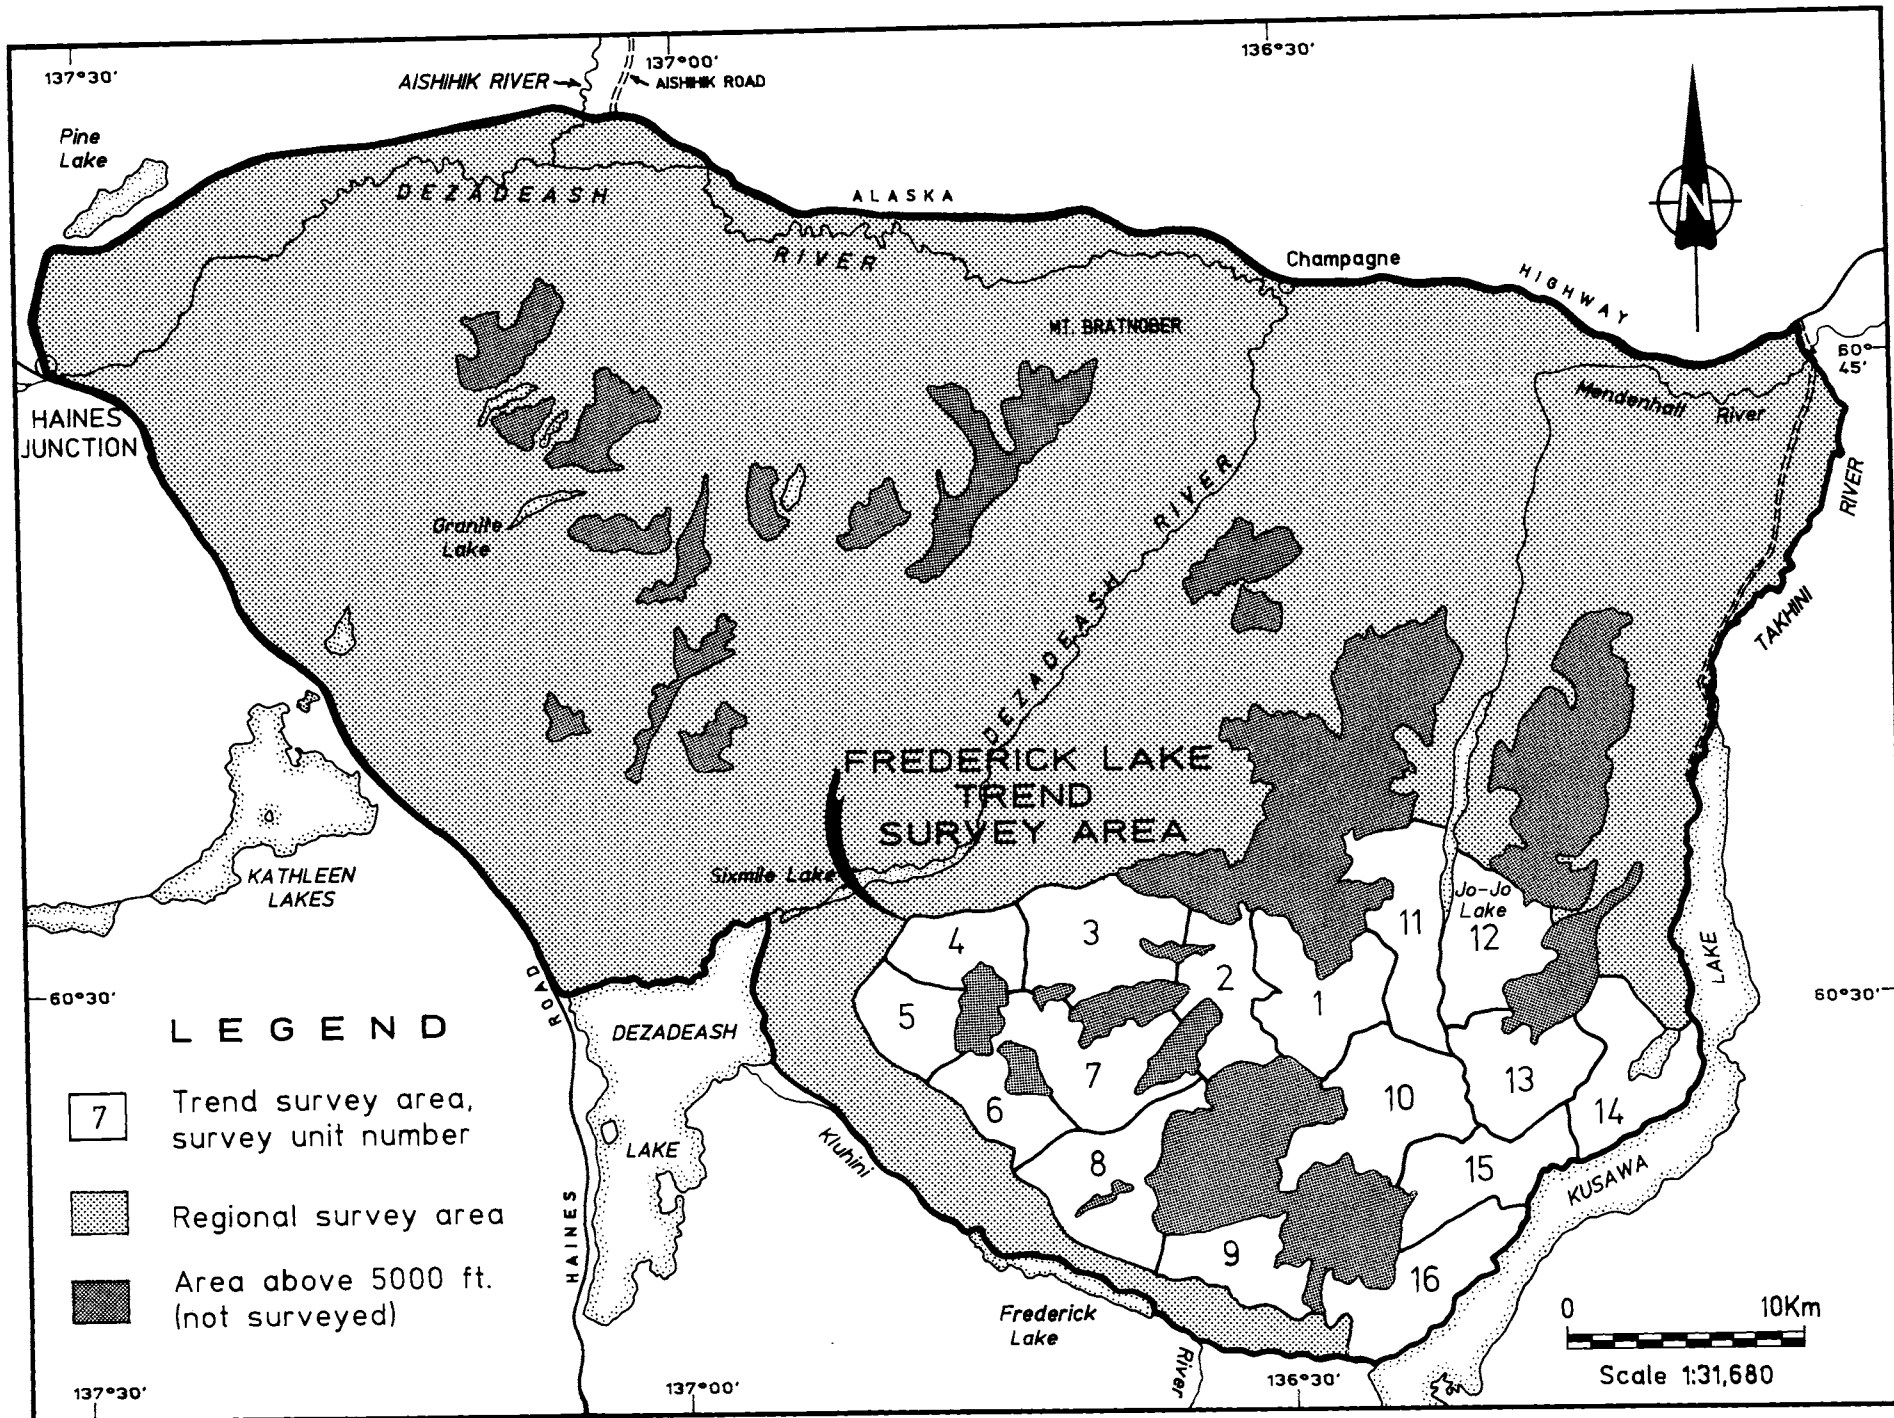 137°30'
137°00'
136°30'
AISHIHIK RIVER
AISHIHIK ROAD
Pine
Lake
DEZADEASH
RIVER
ALASKA
HIGHWAY
Champagne
N
MT. BRATNOBER
60°
45'
Mendenhall River
HAINES
JUNCTION
RIVER
TAKHINI
Granite
Lake
DEZADEASH RIVER
FREDERICK LAKE
TREND
SURVEY AREA
Sixmile Lake
KATHLEEN
LAKES
Jo-Jo
Lake
4
3
2
1
11
12
5
7
6
10
13
14
8
15
9
16
LAKE
KUSAWA
60°30'
60°30'
ROAD
HAINES
DEZADEASH
LAKE
Kluhini
River
Frederick
Lake
LEGEND
7
Trend survey area,
survey unit number
Regional survey area
Area above 5000 ft.
(not surveyed)
0 10Km
Scale 1:31,680
137°30'
137°00'
136°30'